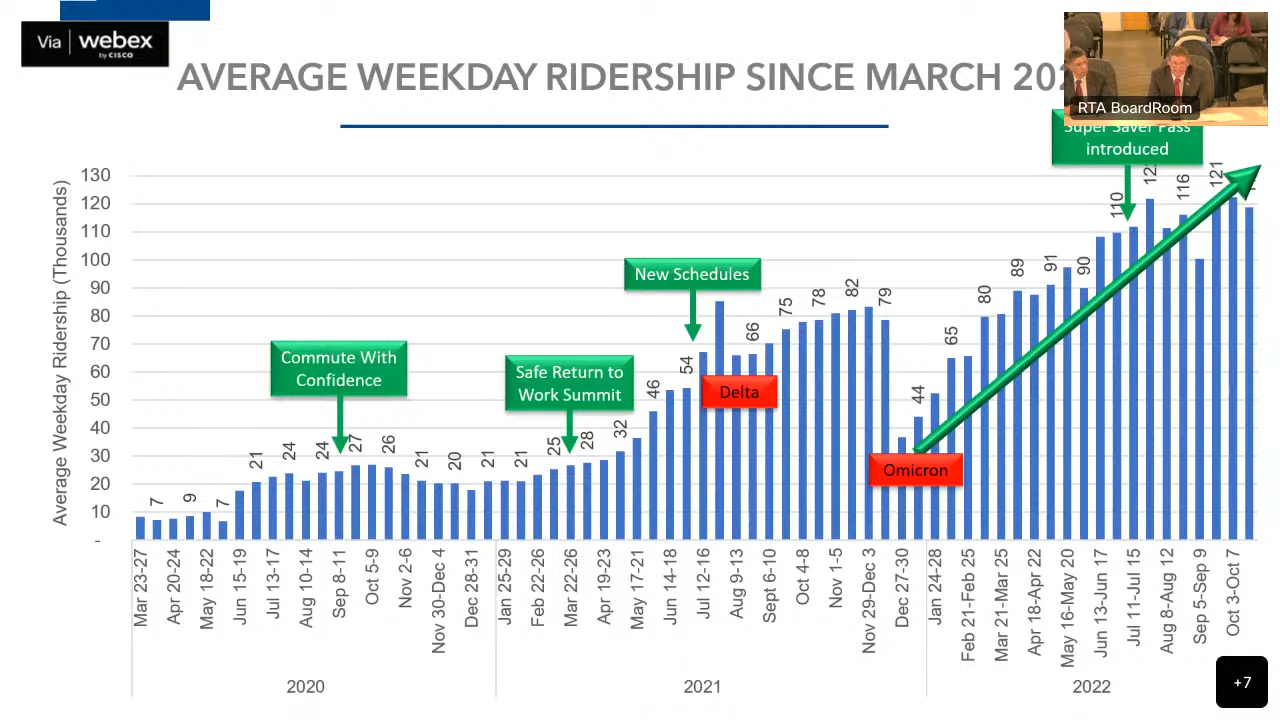 Via webex
by CISCO
AVERAGE WEEKDAY RIDERSHIP SINCE MARCH 202
RTA BoardRoom
Super Saver Pass
introduced
New Schedules
Commute With
Confidence
Safe Return to
Work Summit
Delta
Omicron
Average Weekday Ridership (Thousands)
130
120
110
100
90
80
70
60
50
40
30
20
10
-
7
9
7
21
24
24
27
26
21
20
21
21
25
28
32
46
54
66
75
78
82
79
44
65
80
89
91
90
110
116
121
Mar 23-27
Apr 20-24
May 18-22
Jun 15-19
Jul 13-17
Aug 10-14
Sep 8-11
Oct 5-9
Nov 2-6
Nov 30-Dec 4
Dec 28-31
Jan 25-29
Feb 22-26
Mar 22-26
Apr 19-23
May 17-21
Jun 14-18
Jul 12-16
Aug 9-13
Sept 6-10
Oct 4-8
Nov 1-5
Nov 29-Dec 3
Dec 27-30
Jan 24-28
Feb 21-Feb 25
Mar 21-Mar 25
Apr 18-Apr 22
May 16-May 20
Jun 13-Jun 17
Jul 11-Jul 15
Aug 8-Aug 12
Sep 5-Sep 9
Oct 3-Oct 7
2020
2021
2022
+7